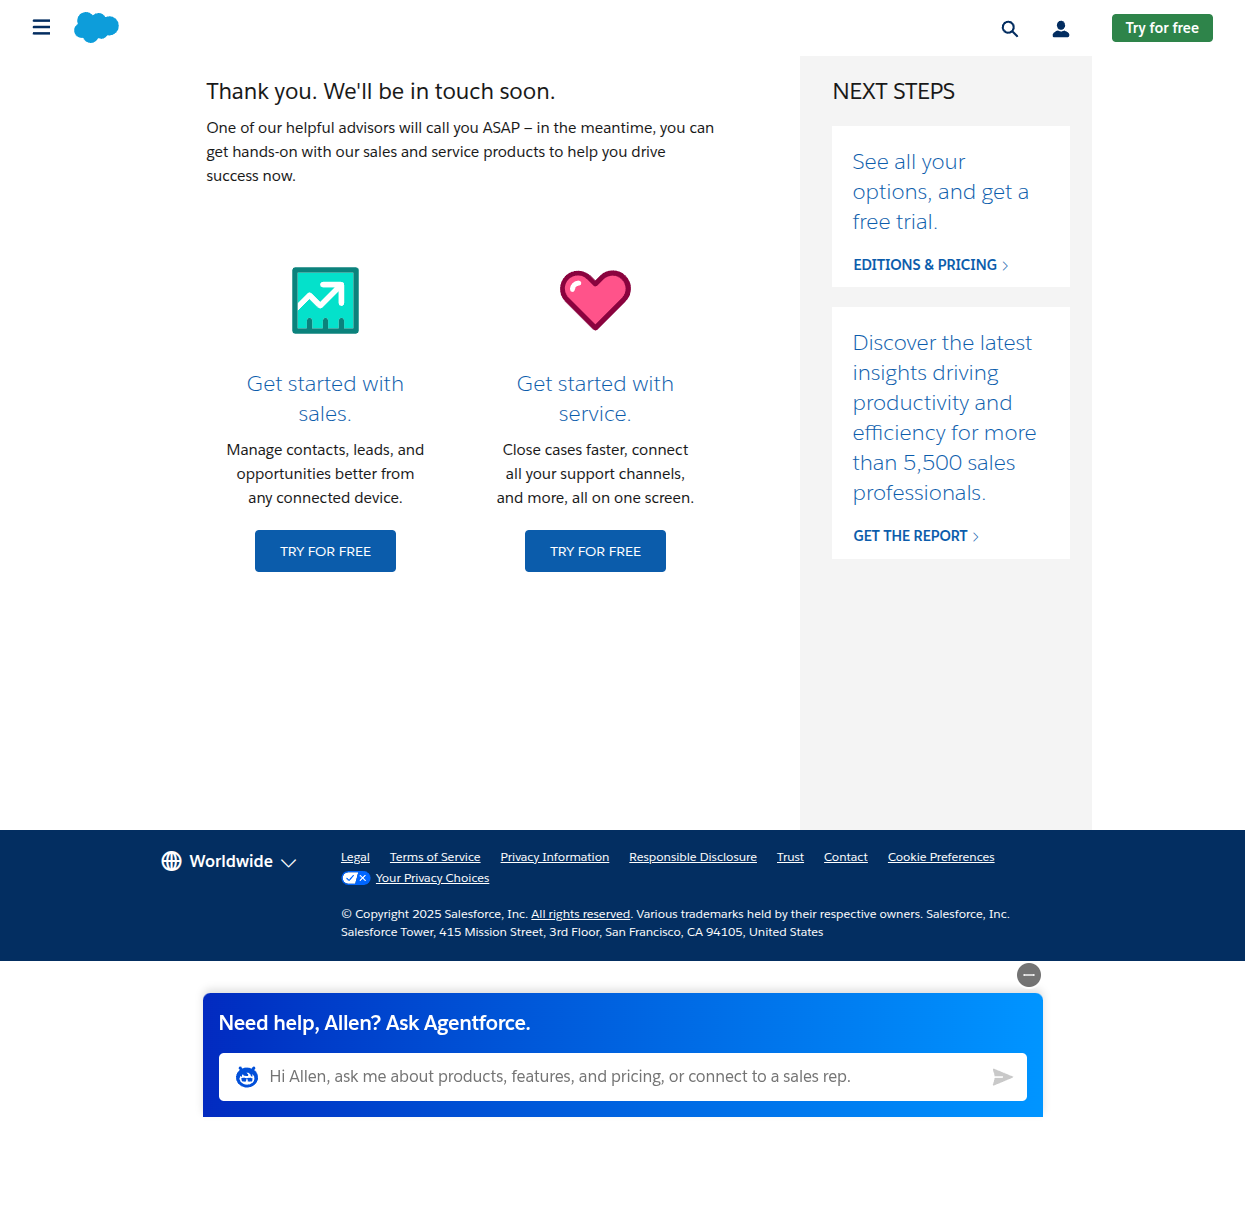 Try for free
Thank you. We'll be in touch soon.
One of our helpful advisors will call you ASAP – in the meantime, you can
get hands-on with our sales and service products to help you drive
success now.
Get started with
sales.
Manage contacts, leads, and
opportunities better from
any connected device.
TRY FOR FREE
Get started with
service.
Close cases faster, connect
all your support channels,
and more, all on one screen.
TRY FOR FREE
NEXT STEPS
See all your
options, and get a
free trial.
EDITIONS & PRICING
Discover the latest
insights driving
productivity and
efficiency for more
than 5,500 sales
professionals.
GET THE REPORT
Worldwide
Legal Terms of Service Privacy Information Responsible Disclosure Trust Contact Cookie Preferences
Your Privacy Choices
© Copyright 2025 Salesforce, Inc. All rights reserved. Various trademarks held by their respective owners. Salesforce, Inc.
Salesforce Tower, 415 Mission Street, 3rd Floor, San Francisco, CA 94105, United States
Need help, Allen? Ask Agentforce.
Hi Allen, ask me about products, features, and pricing, or connect to a sales rep.